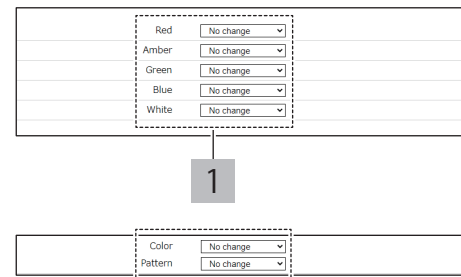 Red No change
Amber No change
Green No change
Blue No change
White No change
1
Color No change
Pattern No change